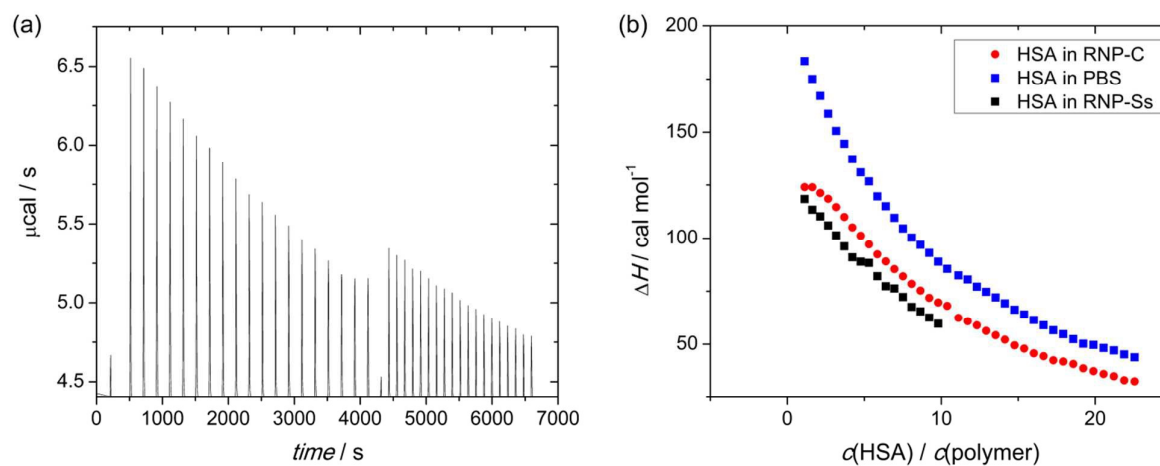 (a)
6.5
6.0
5.5
5.0
4.5
μcal / s
0 1000 2000 3000 4000 5000 6000 7000
time / s
(b)
200
150
100
50
ΔH / cal mol⁻¹
HSA in RNP-C
HSA in PBS
HSA in RNP-Ss
0 10 20
c(HSA) / c(polymer)